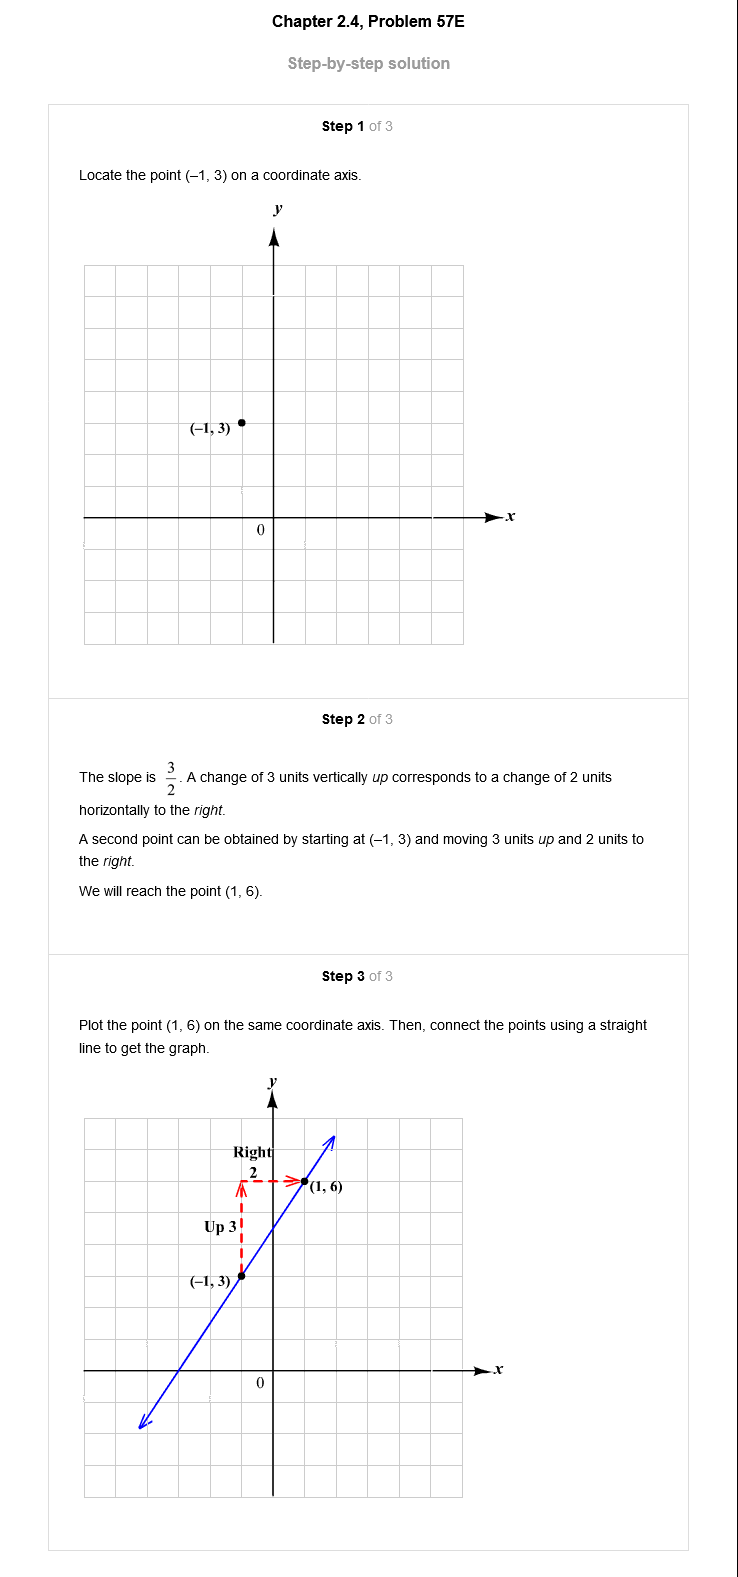 Chapter 2.4, Problem 57E
Step-by-step solution
Step 1 of 3
Locate the point (–1, 3) on a coordinate axis.
y
(–1, 3)
x
0
Step 2 of 3
The slope is 3/2. A change of 3 units vertically up corresponds to a change of 2 units
horizontally to the right.
A second point can be obtained by starting at (–1, 3) and moving 3 units up and 2 units to
the right.
We will reach the point (1, 6).
Step 3 of 3
Plot the point (1, 6) on the same coordinate axis. Then, connect the points using a straight
line to get the graph.
y
Right
2
(1, 6)
Up 3
(–1, 3)
x
0